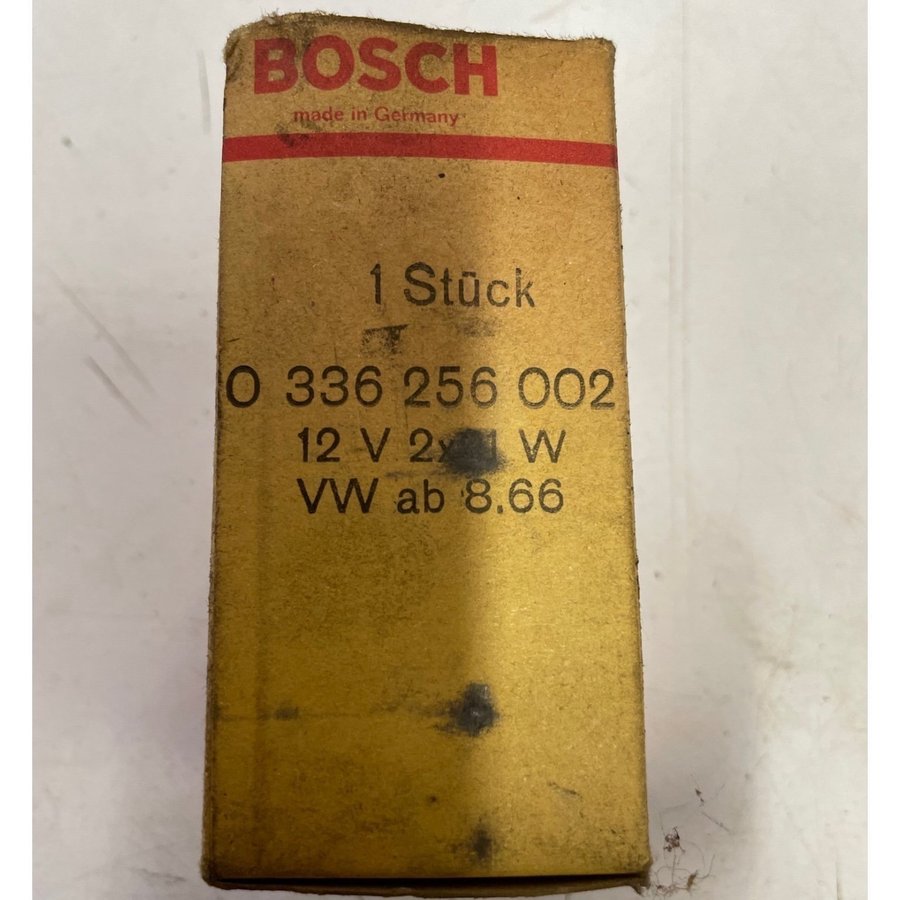 BOSCH
made in Germany
1 Stück
0 336 256 002
12 V W
VW ab 8.66